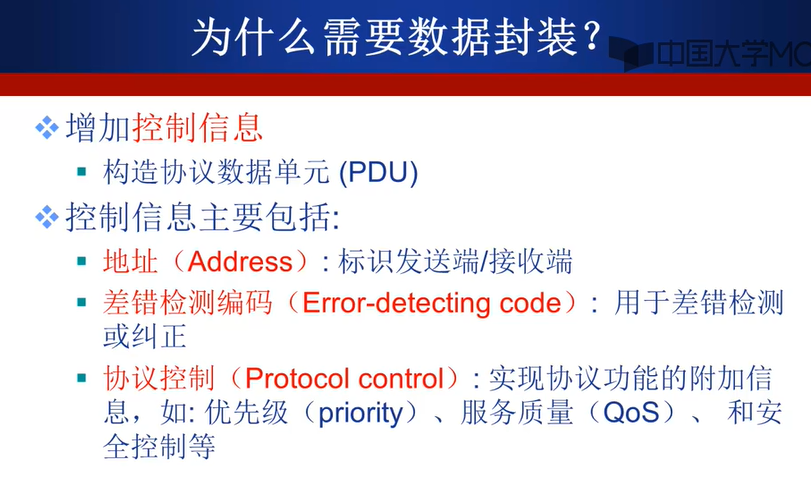 为什么需要数据封装?
中国大学MO
增加控制信息
构造协议数据单元 (PDU)
控制信息主要包括:
地址（Address）: 标识发送端/接收端
差错检测编码（Error-detecting code）: 用于差错检测
或纠正
协议控制（Protocol control）: 实现协议功能的附加信
息，如: 优先级（priority）、服务质量（QoS）、 和安
全控制等